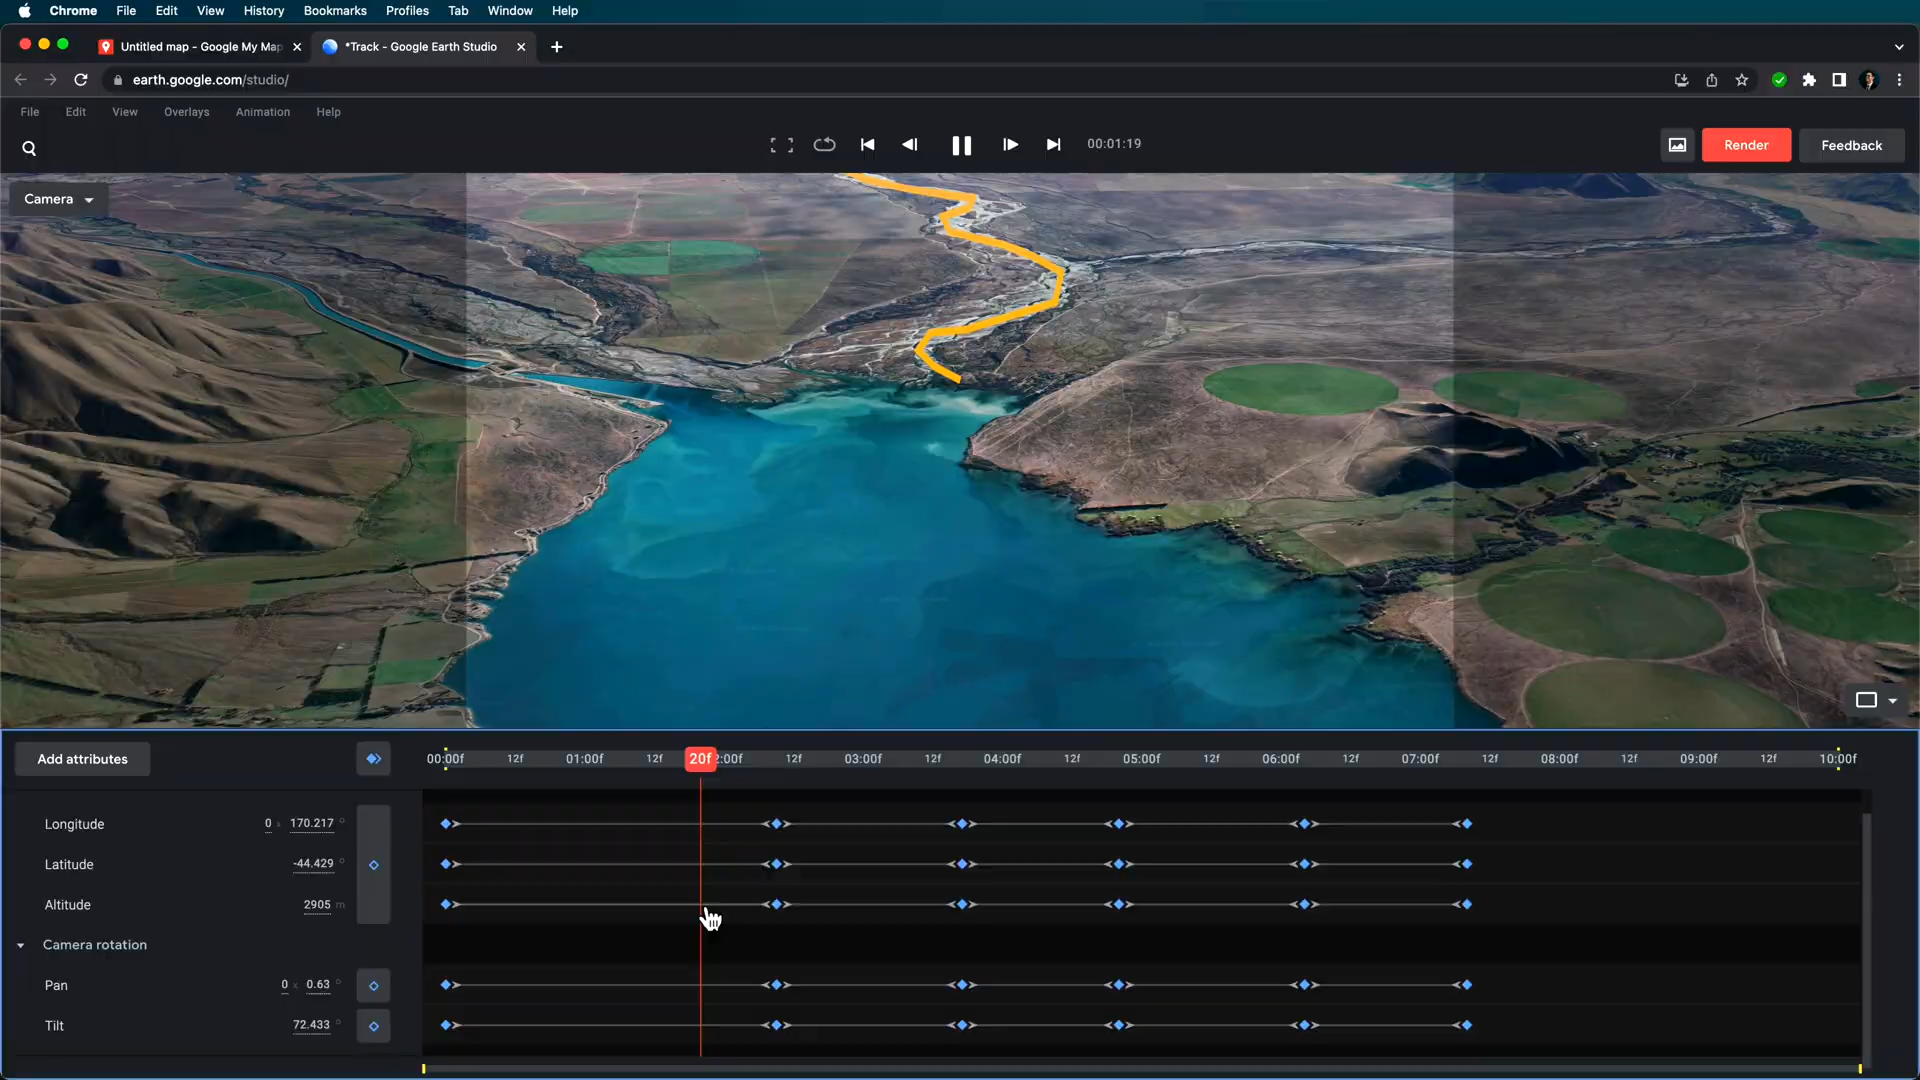 Chrome File Edit View History Bookmarks Profiles Tab Window Help
Untitled map - Google My Map
*Track - Google Earth Studio
earth.google.com/studio/
File Edit View Overlays Animation Help
00:01:19
Render
Feedback
Camera
Add attributes
00:00f 12f 01:00f 12f 20f 2:00f 12f 03:00f 12f 04:00f 12f 05:00f 12f 06:00f 12f 07:00f 12f 08:00f 12f 09:00f 12f 10:00f
Longitude 0 x 170.217 °
Latitude -44.429 °
Altitude 2905 m
Camera rotation
Pan 0 x 0.63 °
Tilt 72.433 °